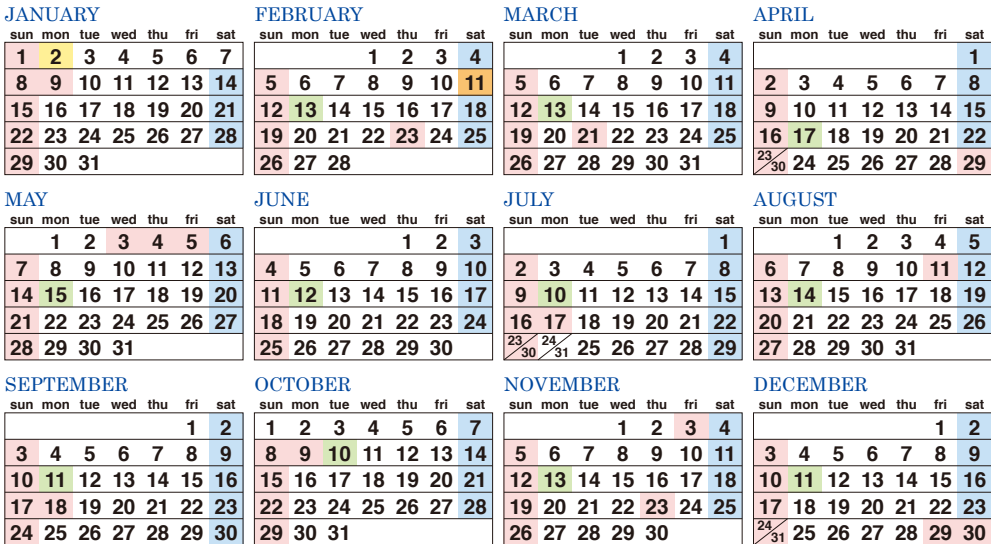 JANUARY
sun mon tue wed thu fri sat
1 2 3 4 5 6 7
8 9 10 11 12 13 14
15 16 17 18 19 20 21
22 23 24 25 26 27 28
29 30 31
FEBRUARY
sun mon tue wed thu fri sat
1 2 3 4
5 6 7 8 9 10 11
12 13 14 15 16 17 18
19 20 21 22 23 24 25
26 27 28
MARCH
sun mon tue wed thu fri sat
1 2 3 4
5 6 7 8 9 10 11
12 13 14 15 16 17 18
19 20 21 22 23 24 25
26 27 28 29 30 31
APRIL
sun mon tue wed thu fri sat
1
2 3 4 5 6 7 8
9 10 11 12 13 14 15
16 17 18 19 20 21 22
23/30 24 25 26 27 28 29
MAY
sun mon tue wed thu fri sat
1 2 3 4 5 6
7 8 9 10 11 12 13
14 15 16 17 18 19 20
21 22 23 24 25 26 27
28 29 30 31
JUNE
sun mon tue wed thu fri sat
1 2 3
4 5 6 7 8 9 10
11 12 13 14 15 16 17
18 19 20 21 22 23 24
25 26 27 28 29 30
JULY
sun mon tue wed thu fri sat
1
2 3 4 5 6 7 8
9 10 11 12 13 14 15
16 17 18 19 20 21 22
23/30 24/31 25 26 27 28 29
AUGUST
sun mon tue wed thu fri sat
1 2 3 4 5
6 7 8 9 10 11 12
13 14 15 16 17 18 19
20 21 22 23 24 25 26
27 28 29 30 31
SEPTEMBER
sun mon tue wed thu fri sat
1 2
3 4 5 6 7 8 9
10 11 12 13 14 15 16
17 18 19 20 21 22 23
24 25 26 27 28 29 30
OCTOBER
sun mon tue wed thu fri sat
1 2 3 4 5 6 7
8 9 10 11 12 13 14
15 16 17 18 19 20 21
22 23 24 25 26 27 28
29 30 31
NOVEMBER
sun mon tue wed thu fri sat
1 2 3 4
5 6 7 8 9 10 11
12 13 14 15 16 17 18
19 20 21 22 23 24 25
26 27 28 29 30
DECEMBER
sun mon tue wed thu fri sat
1 2
3 4 5 6 7 8 9
10 11 12 13 14 15 16
17 18 19 20 21 22 23
24/31 25 26 27 28 29 30